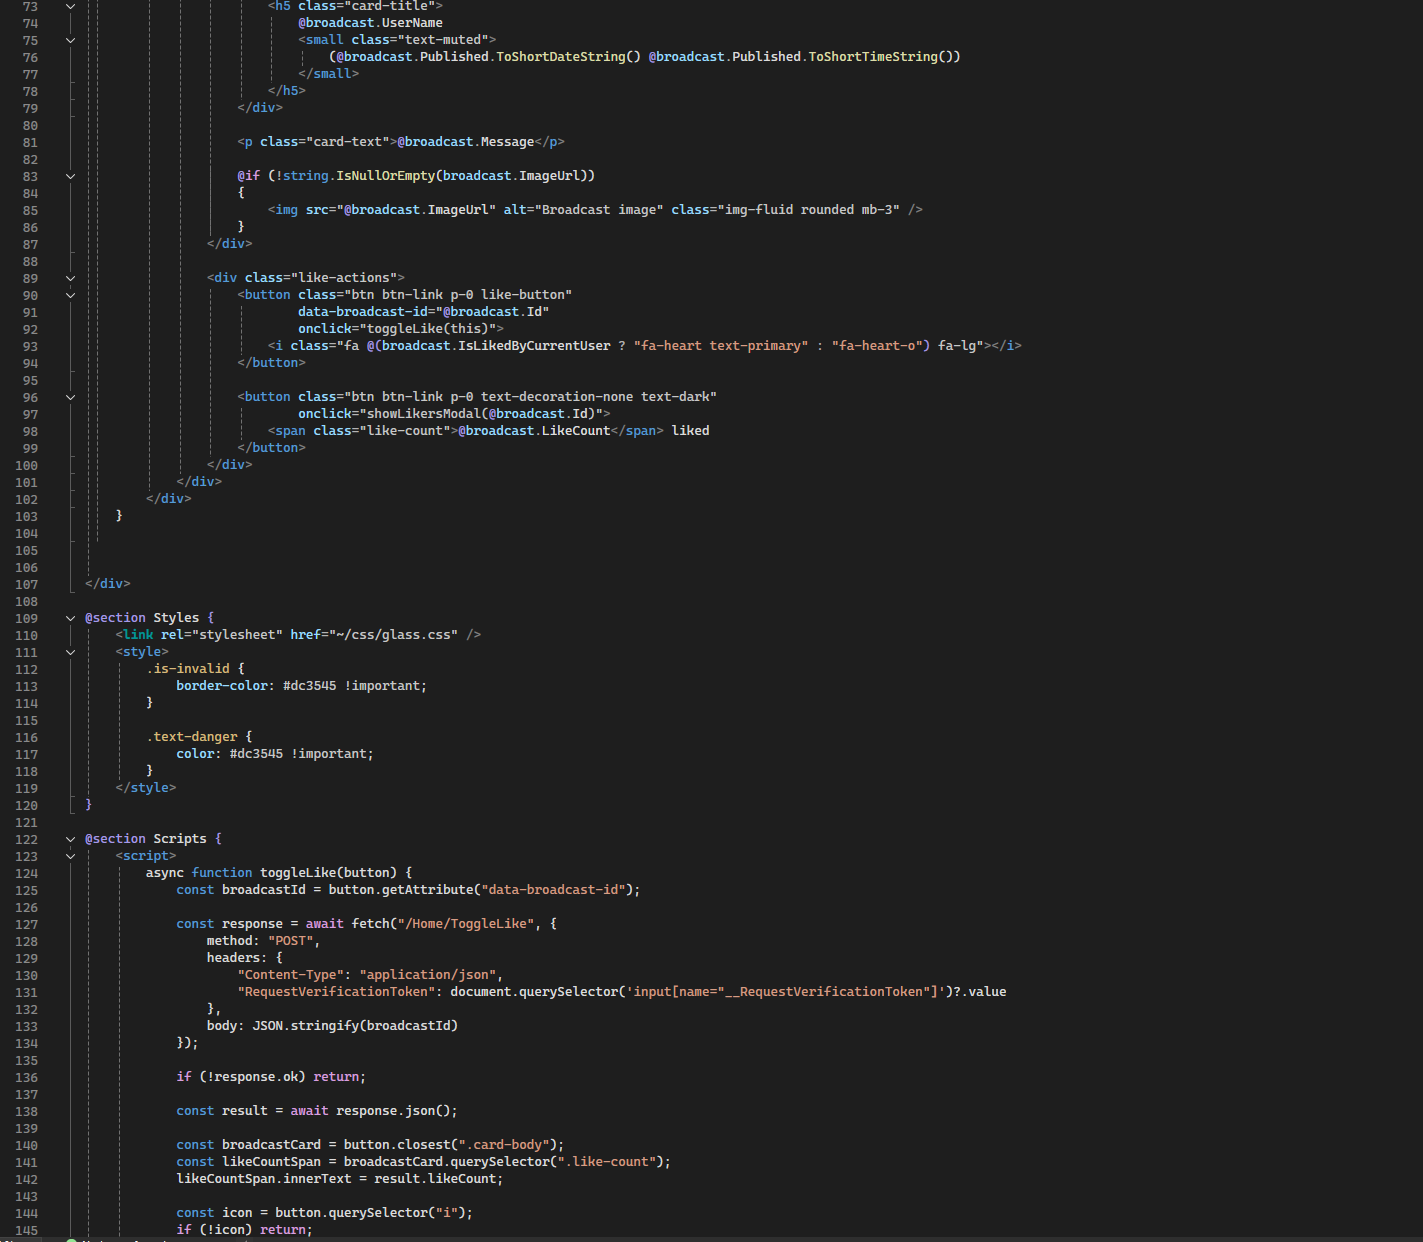 73 <h5 class="card-title">
74 @broadcast.UserName
75 <small class="text-muted">
76 (@broadcast.Published.ToShortDateString() @broadcast.Published.ToShortTimeString())
77 </small>
78 </h5>
79 </div>
80
81 <p class="card-text">@broadcast.Message</p>
82
83 @if (!string.IsNullOrEmpty(broadcast.ImageUrl))
84 {
85 <img src="@broadcast.ImageUrl" alt="Broadcast image" class="img-fluid rounded mb-3" />
86 }
87 </div>
88
89 <div class="like-actions">
90 <button class="btn btn-link p-0 like-button"
91 data-broadcast-id="@broadcast.Id"
92 onclick="toggleLike(this)">
93 <i class="fa @(broadcast.IsLikedByCurrentUser ? "fa-heart text-primary" : "fa-heart-o") fa-lg"></i>
94 </button>
95
96 <button class="btn btn-link p-0 text-decoration-none text-dark"
97 onclick="showLikersModal(@broadcast.Id)">
98 <span class="like-count">@broadcast.LikeCount</span> liked
99 </button>
100 </div>
101 </div>
102 </div>
103 }
104
105
106
107 </div>
108
109 @section Styles {
110 <link rel="stylesheet" href="~/css/glass.css" />
111 <style>
112 .is-invalid {
113 border-color: #dc3545 !important;
114 }
115
116 .text-danger {
117 color: #dc3545 !important;
118 }
119 </style>
120 }
121
122 @section Scripts {
123 <script>
124 async function toggleLike(button) {
125 const broadcastId = button.getAttribute("data-broadcast-id");
126
127 const response = await fetch("/Home/ToggleLike", {
128 method: "POST",
129 headers: {
130 "Content-Type": "application/json",
131 "RequestVerificationToken": document.querySelector('input[name="__RequestVerificationToken"]')?.value
132 },
133 body: JSON.stringify(broadcastId)
134 });
135
136 if (!response.ok) return;
137
138 const result = await response.json();
139
140 const broadcastCard = button.closest(".card-body");
141 const likeCountSpan = broadcastCard.querySelector(".like-count");
142 likeCountSpan.innerText = result.likeCount;
143
144 const icon = button.querySelector("i");
145 if (!icon) return;